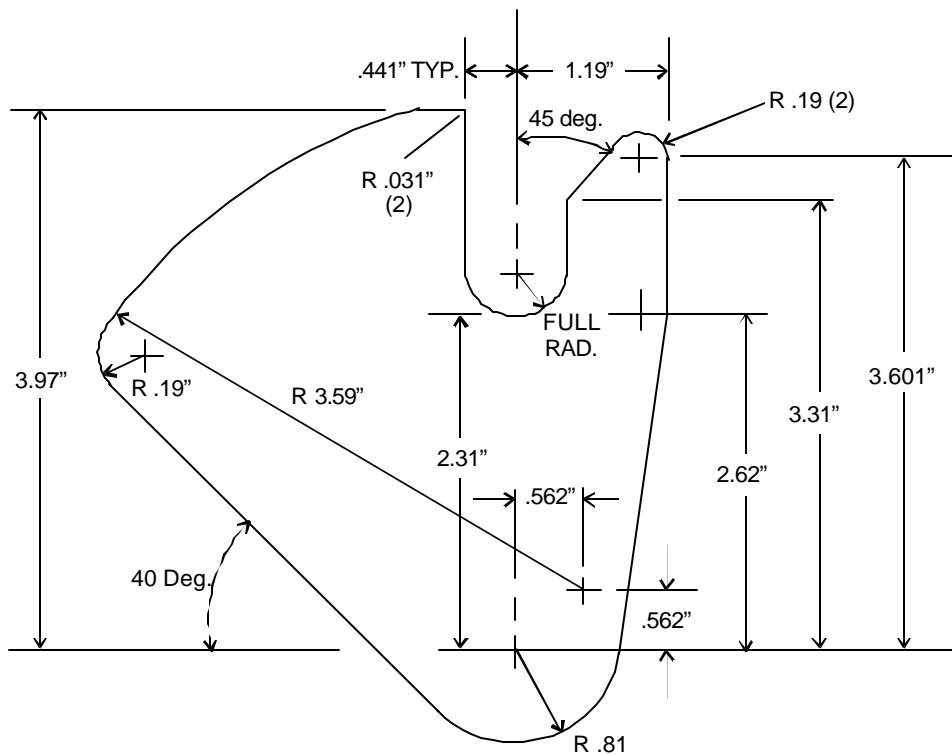 .441” TYP.
1.19”
R .19 (2)
45 deg.
R .031”
(2)
FULL
RAD.
3.97”
R .19”
R 3.59”
3.601”
3.31”
2.31”
2.62”
.562”
40 Deg.
.562”
R .81